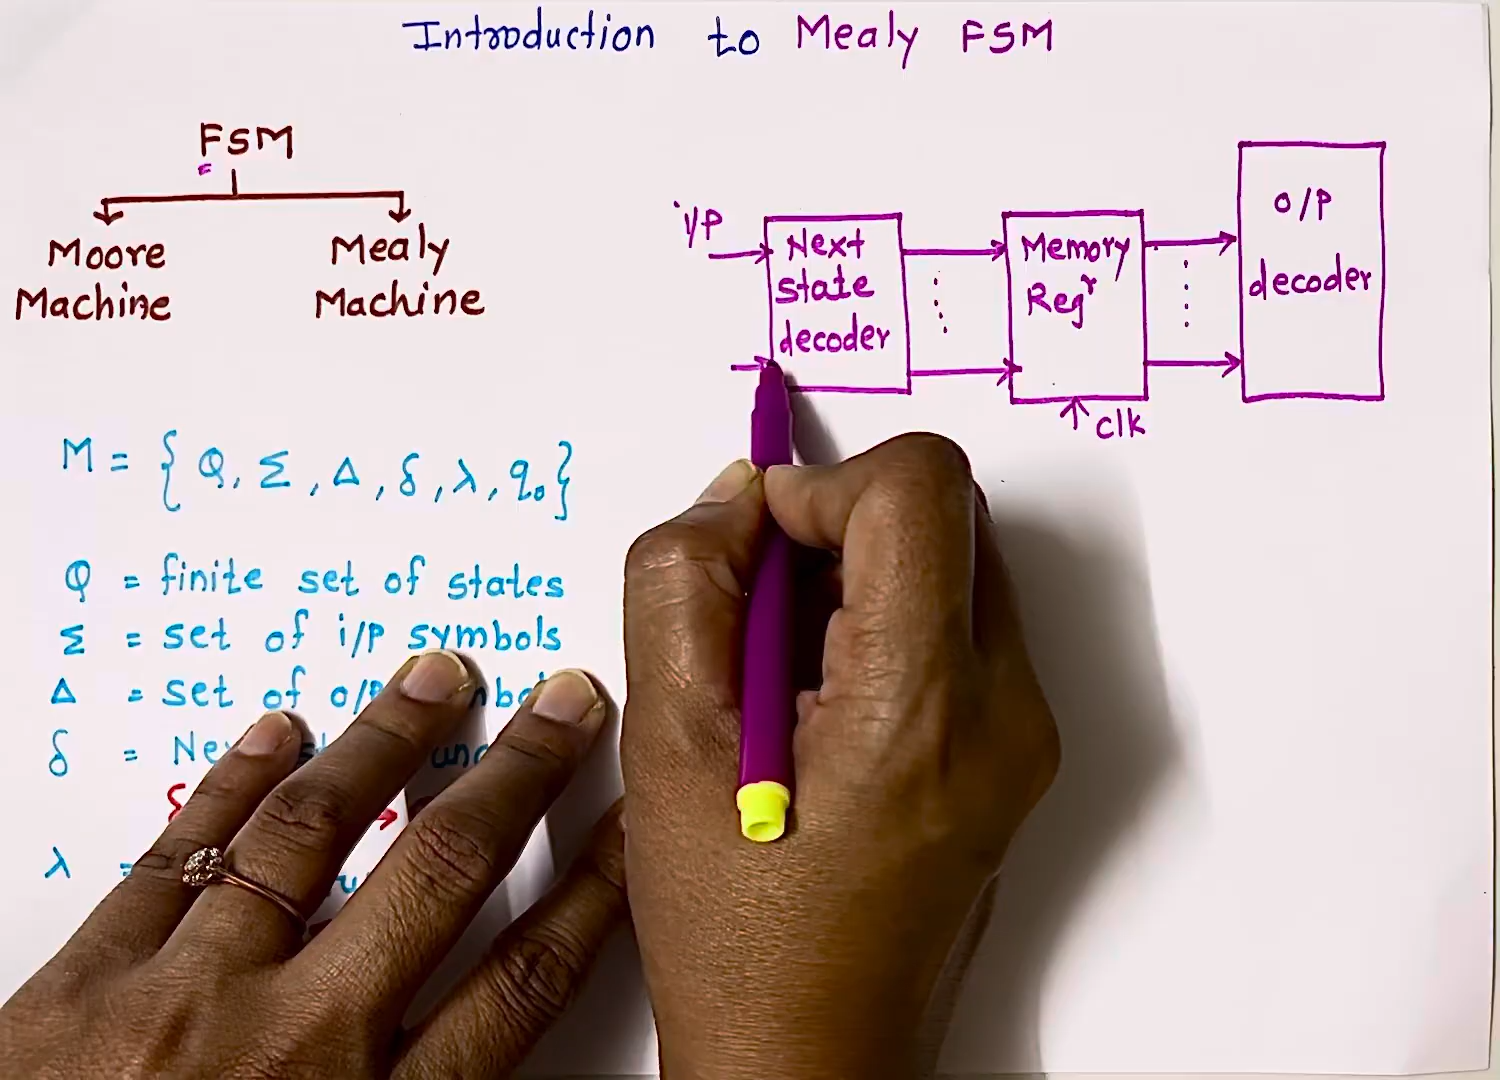 Introduction to Mealy FSM
FSM
Moore Machine
Mealy Machine
M = { Q, Σ, Δ, δ, λ, q₀ }
Q = finite set of states
Σ = set of i/p symbols
Δ = set of o/p
δ =
λ =
i/p
Next
state
decoder
Memory
Regʳ
clk
o/p
decoder